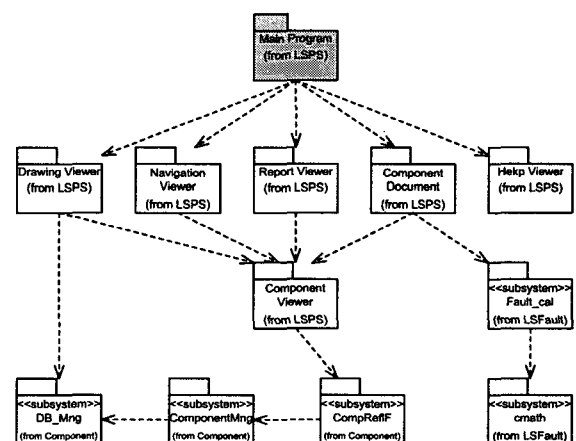 Main Program
(from LSPS)
Drawing Viewer
(from LSPS)
Navigation
Viewer
(from LSPS)
Report Viewer
(from LSPS)
Component
Document
(from LSPS)
Hekp Viewer
(from LSPS)
Component
Viewer
(from LSPS)
<<subsystem>>
Fault_cal
(from LSFault)
<<subsystem>>
DB_Mng
(from Component)
<<subsystem>>
ComponentMng
(from Component)
<<subsystem>>
CompRefIF
(from Component)
<<subsystem>>
cmath
(from LSFault)